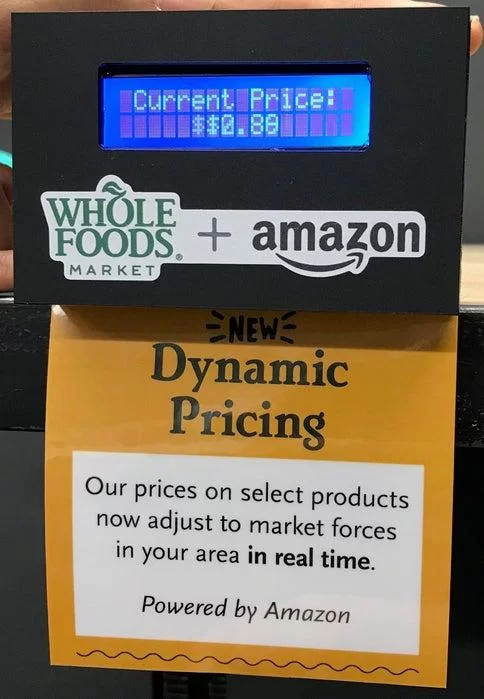 Current Price:
$$0.88
WHOLE
FOODS®
MARKET
+ amazon
NEW
Dynamic
Pricing
Our prices on select products
now adjust to market forces
in your area in real time.
Powered by Amazon